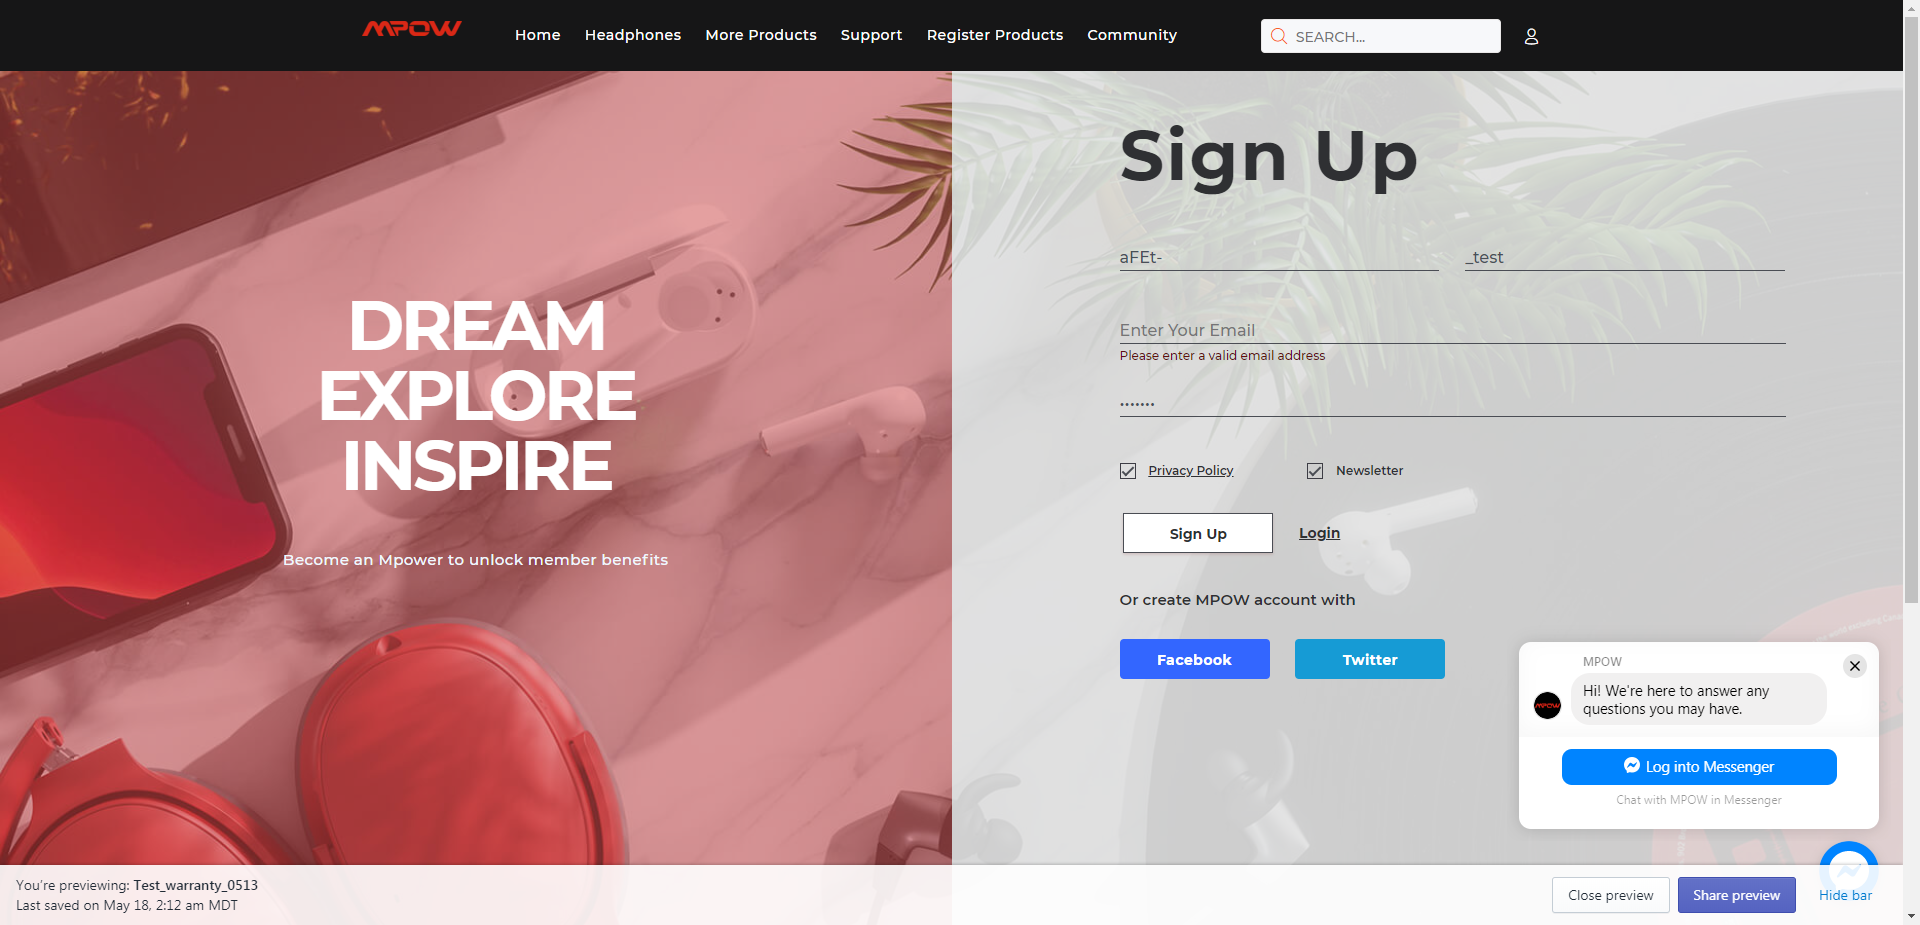 MPOW
Home
Headphones
More Products
Support
Register Products
Community
SEARCH...
DREAM
EXPLORE
INSPIRE
Become an Mpower to unlock member benefits
Sign Up
aFEt-
_test
Enter Your Email
Please enter a valid email address
•••••••
Privacy Policy
Newsletter
Sign Up
Login
Or create MPOW account with
Facebook
Twitter
MPOW
Hi! We're here to answer any
questions you may have.
MPOW
Log into Messenger
Chat with MPOW in Messenger
You're previewing: Test_warranty_0513
Last saved on May 18, 2:12 am MDT
Close preview
Share preview
Hide bar